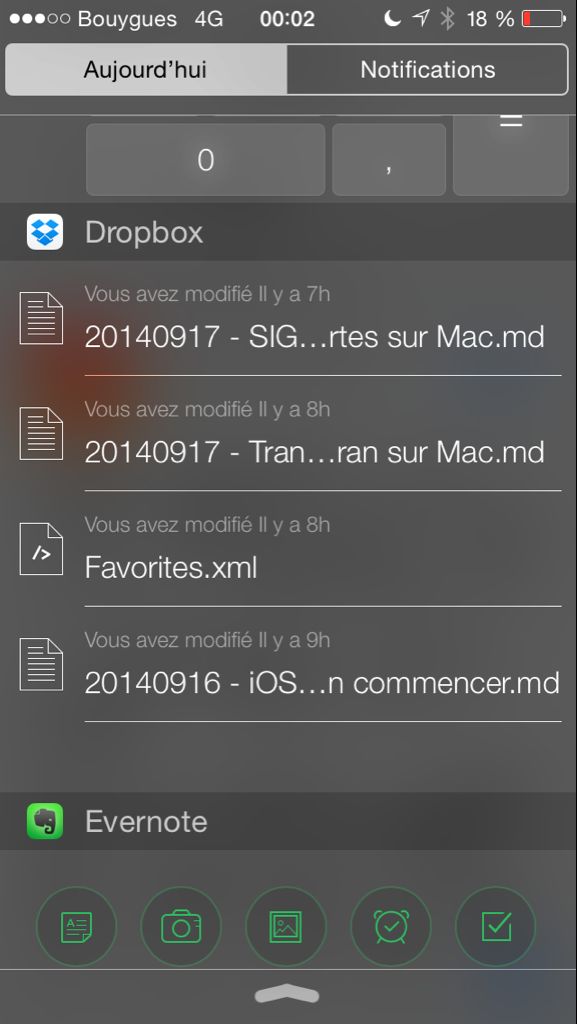 Bouygues 4G 00:02 18 %
Aujourd'hui Notifications
0 , =
Dropbox
Vous avez modifié Il y a 7h
20140917 - SIG...rtes sur Mac.md
Vous avez modifié Il y a 8h
20140917 - Tran...ran sur Mac.md
Vous avez modifié Il y a 8h
</>
Favorites.xml
Vous avez modifié Il y a 9h
20140916 - iOS...n commencer.md
Evernote